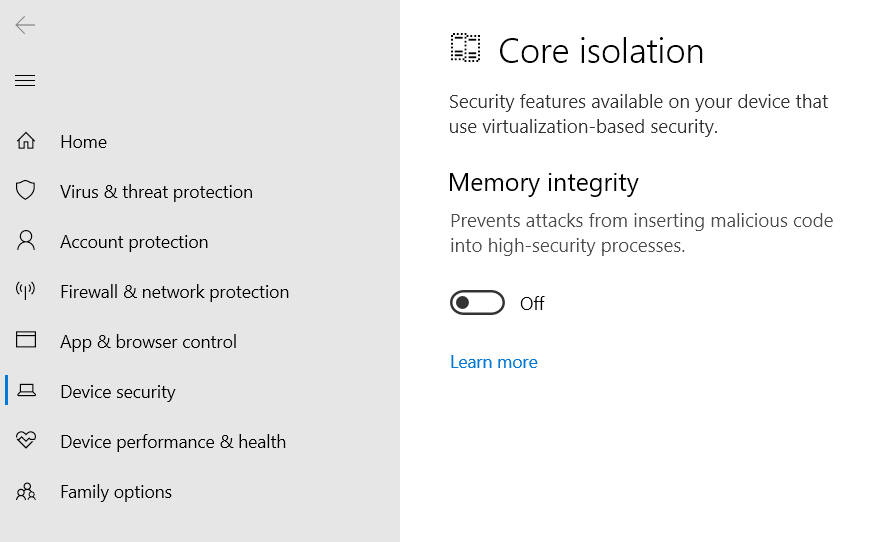 Home
Virus & threat protection
Account protection
Firewall & network protection
App & browser control
Device security
Device performance & health
Family options
Core isolation
Security features available on your device that
use virtualization-based security.
Memory integrity
Prevents attacks from inserting malicious code
into high-security processes.
Off
Learn more